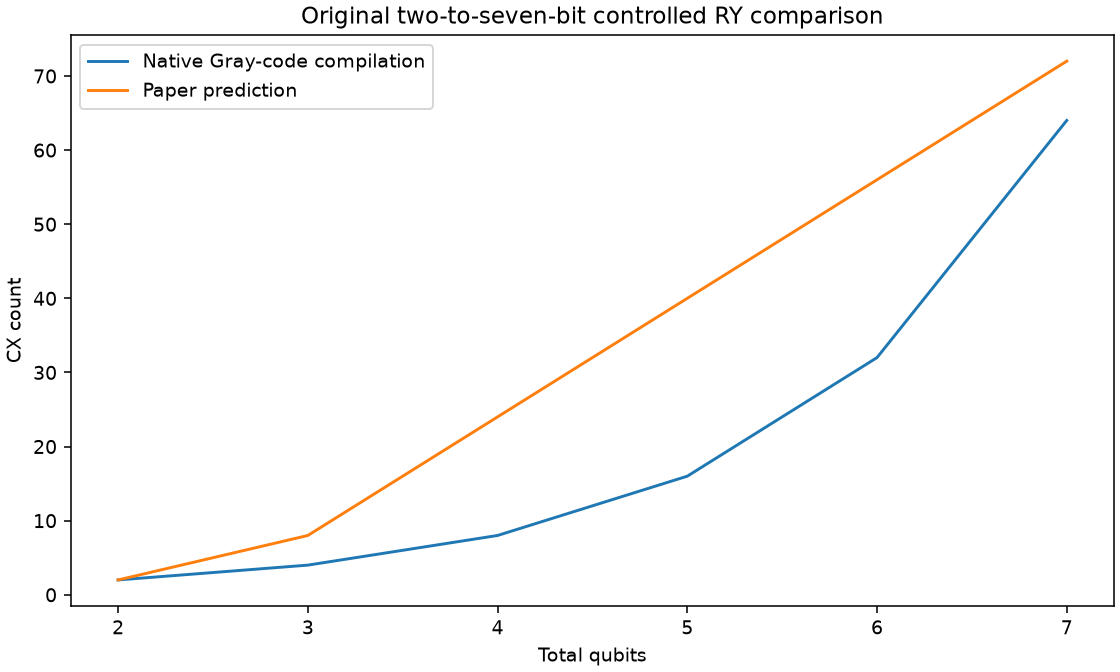 Original two-to-seven-bit controlled RY comparison
Native Gray-code compilation
Paper prediction
CX count
70
60
50
40
30
20
10
0
2 3 4 5 6 7
Total qubits